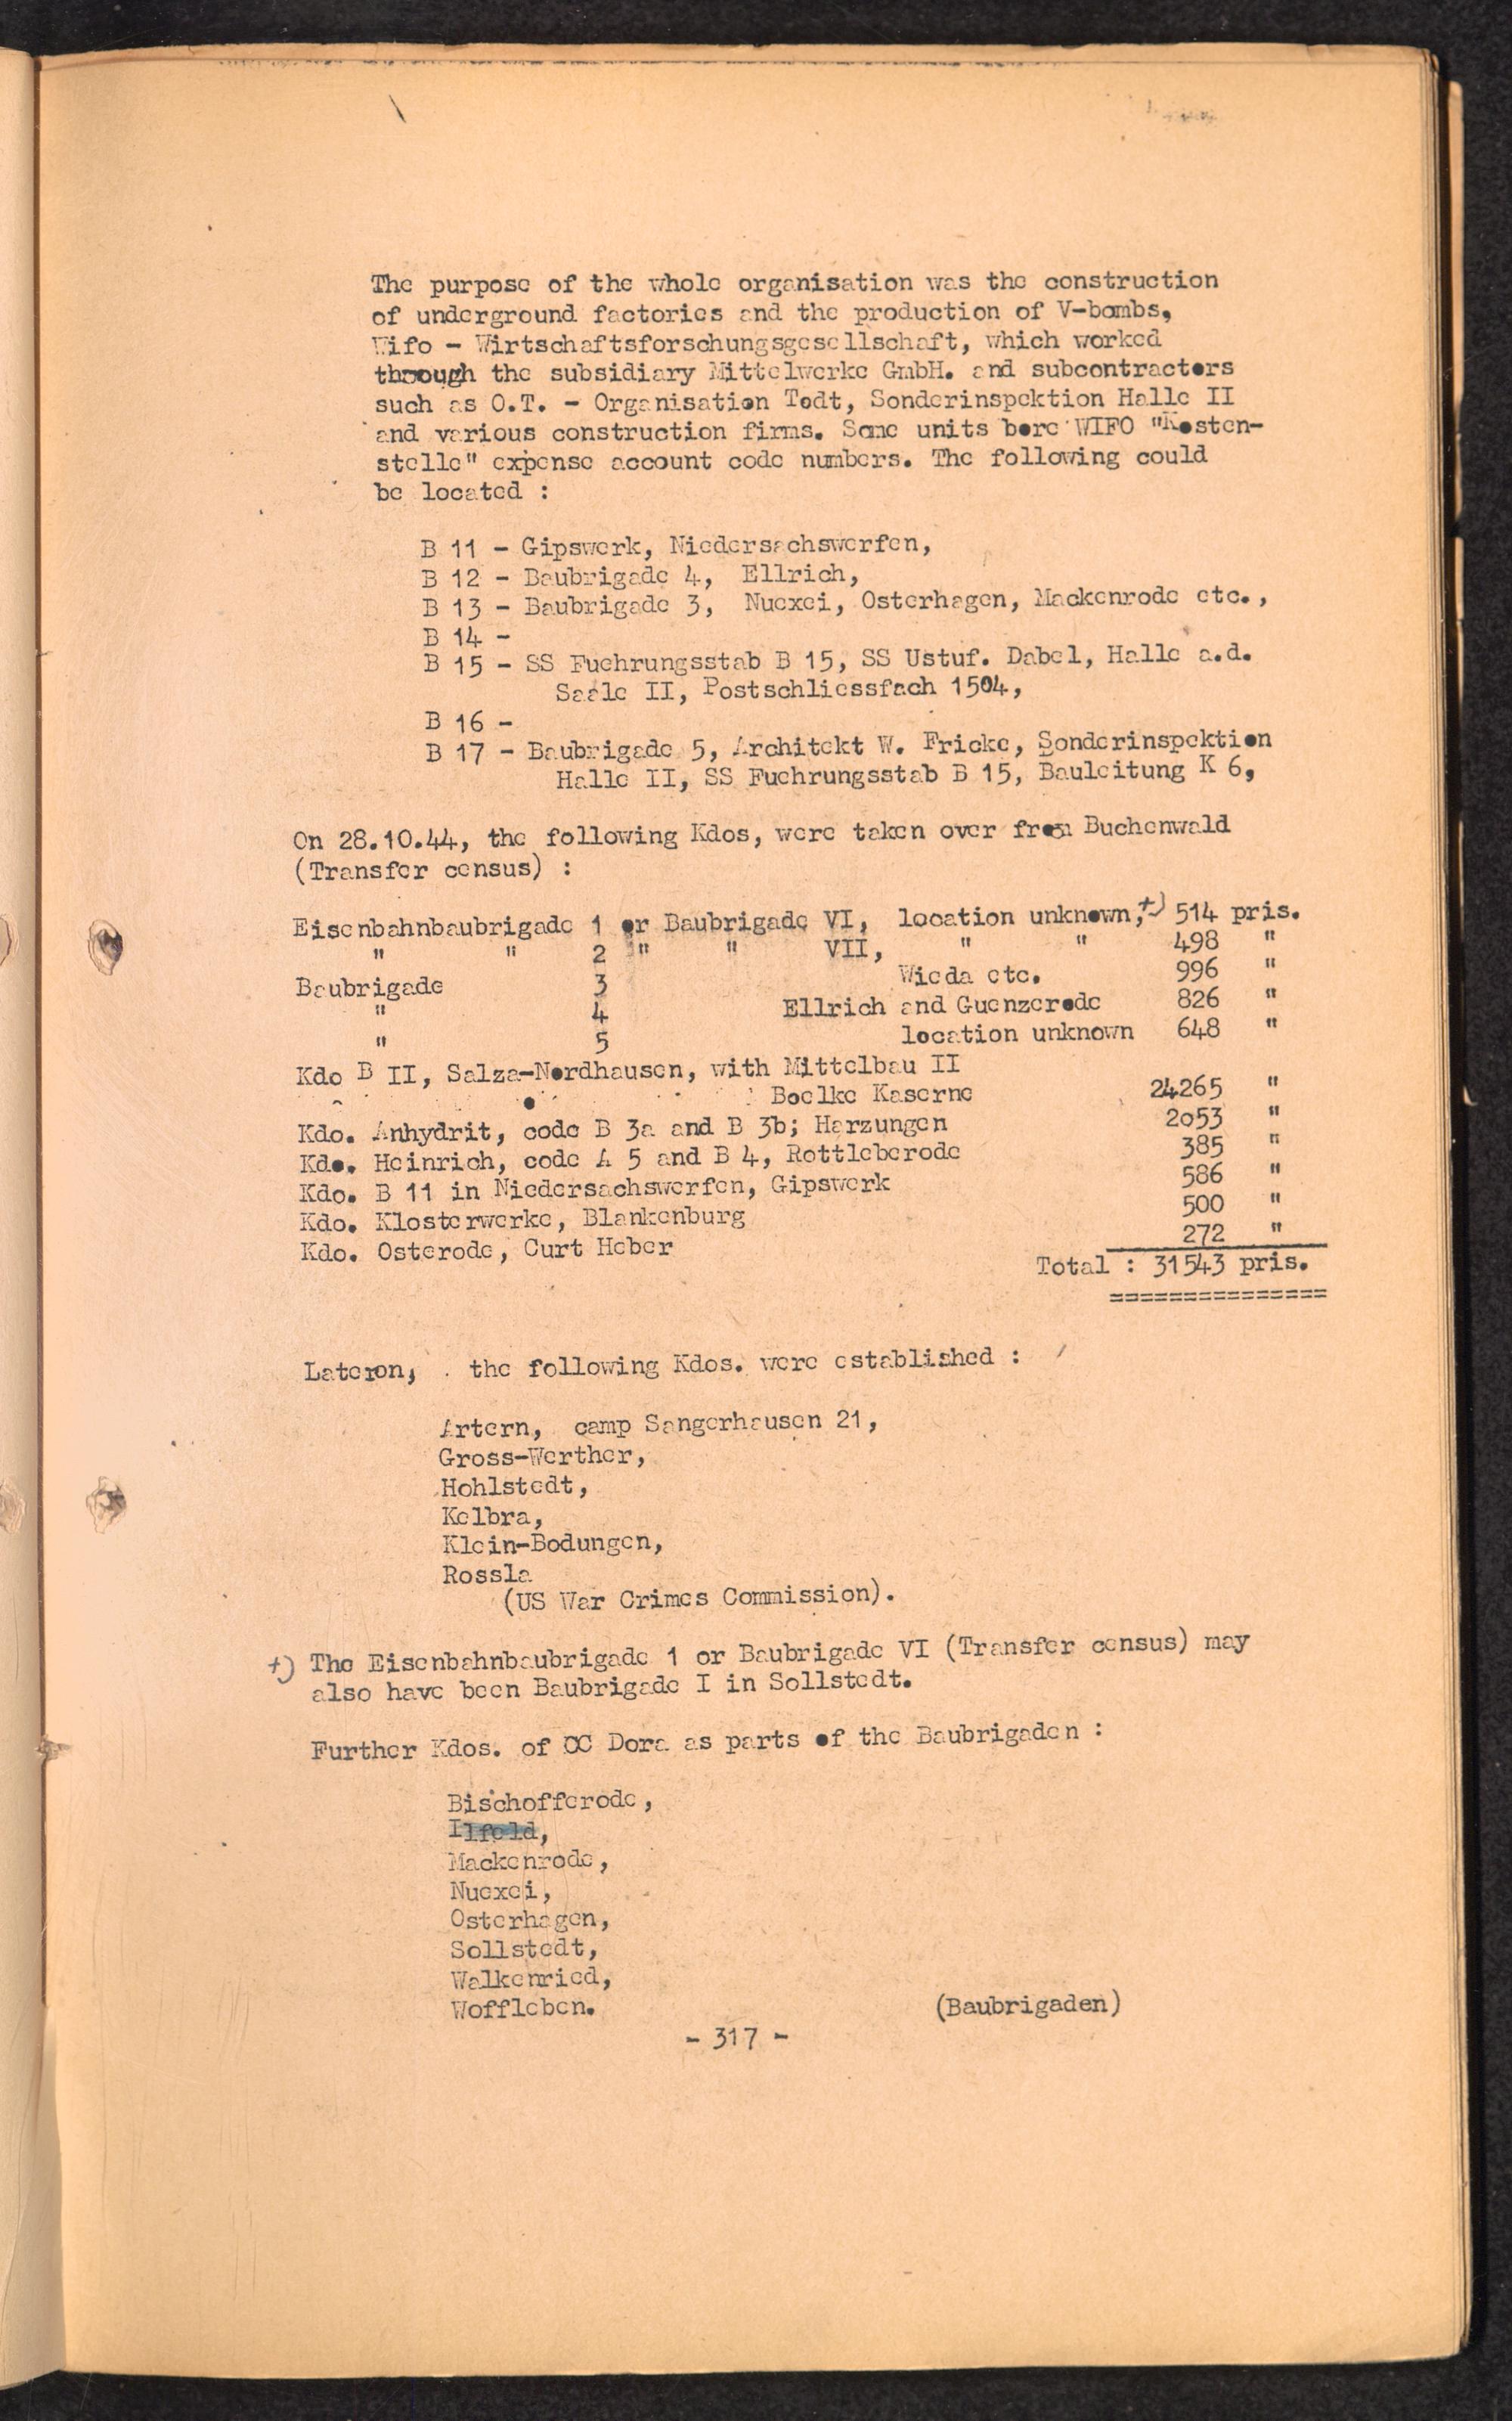 The purpose of the whole organisation was the construction
of underground factories and the production of V-bombs,
Wifo - Wirtschaftsforschungsgesellschaft, which worked
through the subsidiary Mittelwerke GmbH. and subcontractors
such as O.T. - Organisation Todt, Sonderinspektion Halle II
and various construction firms. Some units bore WIFO "Kosten-
stelle" expense account code numbers. The following could
be located :
B 11 - Gipswerk, Niedersachswerfen,
B 12 - Baubrigade 4, Ellrich,
B 13 - Baubrigade 3, Nuexei, Osterhagen, Mackenrode etc.,
B 14 -
B 15 - SS Fuehrungsstab B 15, SS Ustuf. Dabel, Halle a.d.
Saale II, Postschliessfach 1504,
B 16 -
B 17 - Baubrigade 5, Architekt W. Fricke, Sonderinspektion
Halle II, SS Fuehrungsstab B 15, Bauleitung K 6,
On 28.10.44, the following Kdos, were taken over from Buchenwald
(Transfer census) :
Eisenbahnbaubrigade 1 or Baubrigade VI, location unknown,+) 514 pris.
" " 2 " " VII, " " 498 "
Baubrigade 3 Wieda etc. 996 "
" 4 Ellrich and Guenzerode 826 "
" 5 location unknown 648 "
Kdo B II, Salza-Nordhausen, with Mittelbau II
Boelke Kaserne 24265 "
Kdo. Anhydrit, code B 3a and B 3b; Harzungen 2053 "
Kdo. Heinrich, code A 5 and B 4, Rottleberode 385 "
Kdo. B 11 in Niedersachswerfen, Gipswerk 586 "
Kdo. Klosterwerke, Blankenburg 500 "
Kdo. Osterode, Curt Heber 272 "
Total : 31543 pris.
===============
Lateron, the following Kdos. were established :
Artern, camp Sangerhausen 21,
Gross-Werther,
Hohlstedt,
Kelbra,
Klein-Bodungen,
Rossla
(US War Crimes Commission).
+) The Eisenbahnbaubrigade 1 or Baubrigade VI (Transfer census) may
also have been Baubrigade I in Sollstedt.
Further Kdos. of CC Dora as parts of the Baubrigaden :
Bischofferode,
Ilfeld,
Mackenrode,
Nuexei,
Osterhagen,
Sollstedt,
Walkenried,
Woffleben. (Baubrigaden)
- 317 -